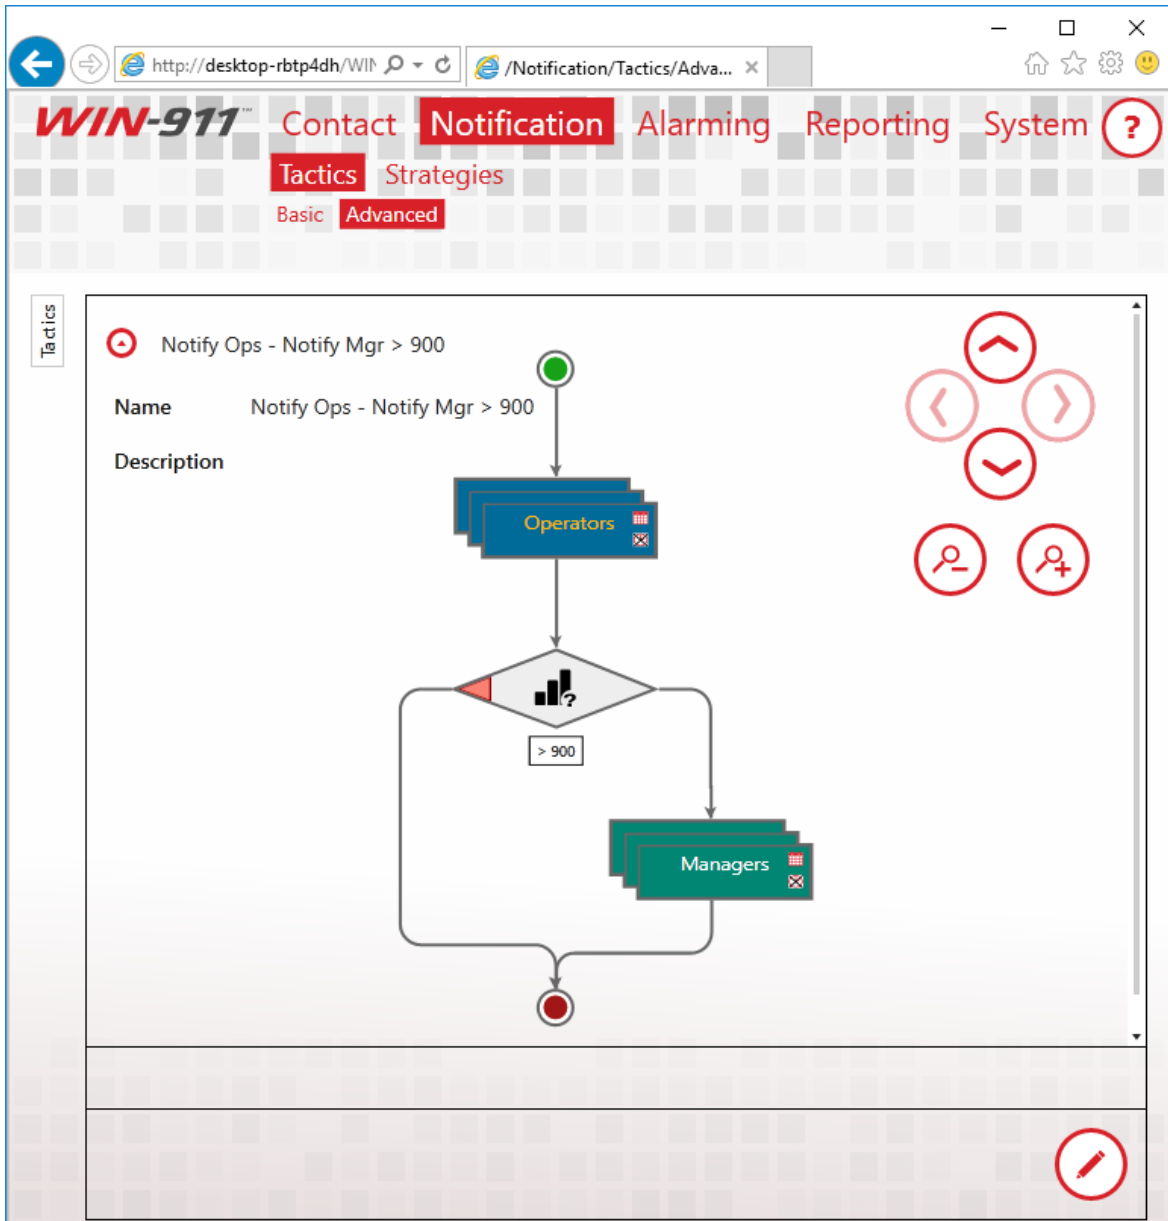 http://desktop-rbtp4dh/WIN
/Notification/Tactics/Adva...
WIN-911™
Contact Notification Alarming Reporting System ?
Tactics Strategies
Basic Advanced
Tactics
Notify Ops - Notify Mgr > 900
Name Notify Ops - Notify Mgr > 900
Description
Operators
?
> 900
Managers